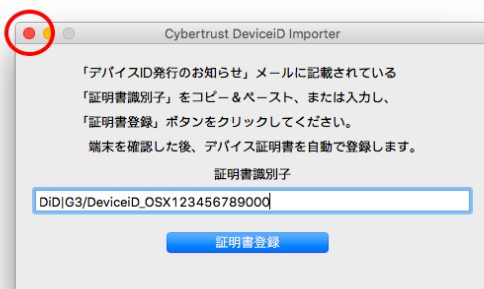 Cybertrust DeviceiD Importer
「デバイスID発行のお知らせ」メールに記載されている
「証明書識別子」をコピー＆ペースト、または入力し、
「証明書登録」ボタンをクリックしてください。
端末を確認した後、デバイス証明書を自動で登録します。
証明書識別子
DiD|G3/DeviceiD_OSX123456789000
証明書登録